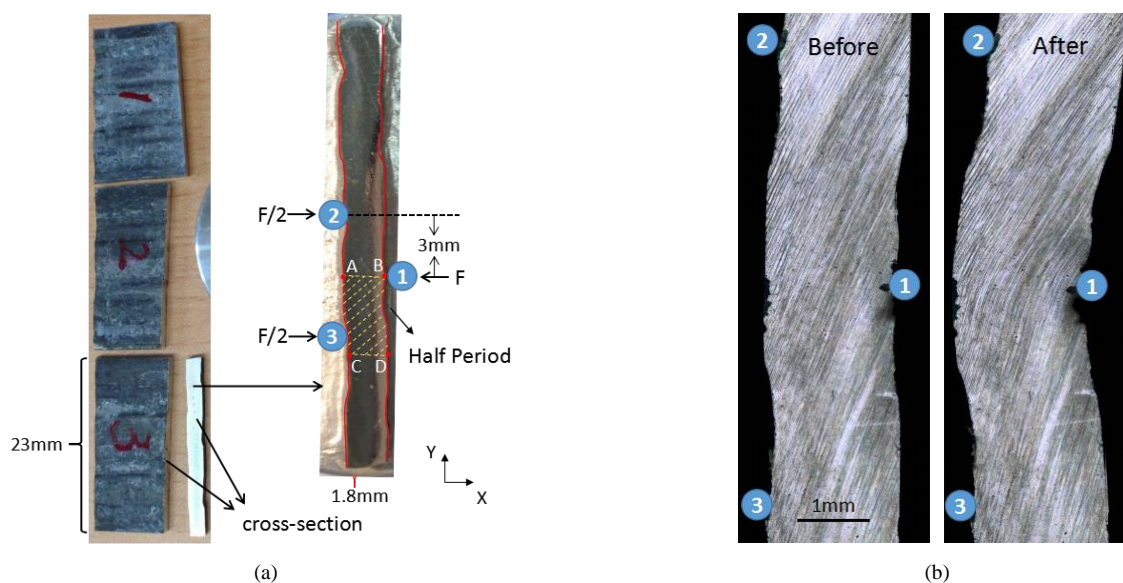 1
2
3
23mm
cross-section
F/2
2
3mm
A
B
1
F
F/2
3
Half Period
C
D
Y
X
1.8mm
(a)
2
Before
1
3
1mm
2
After
1
3
(b)